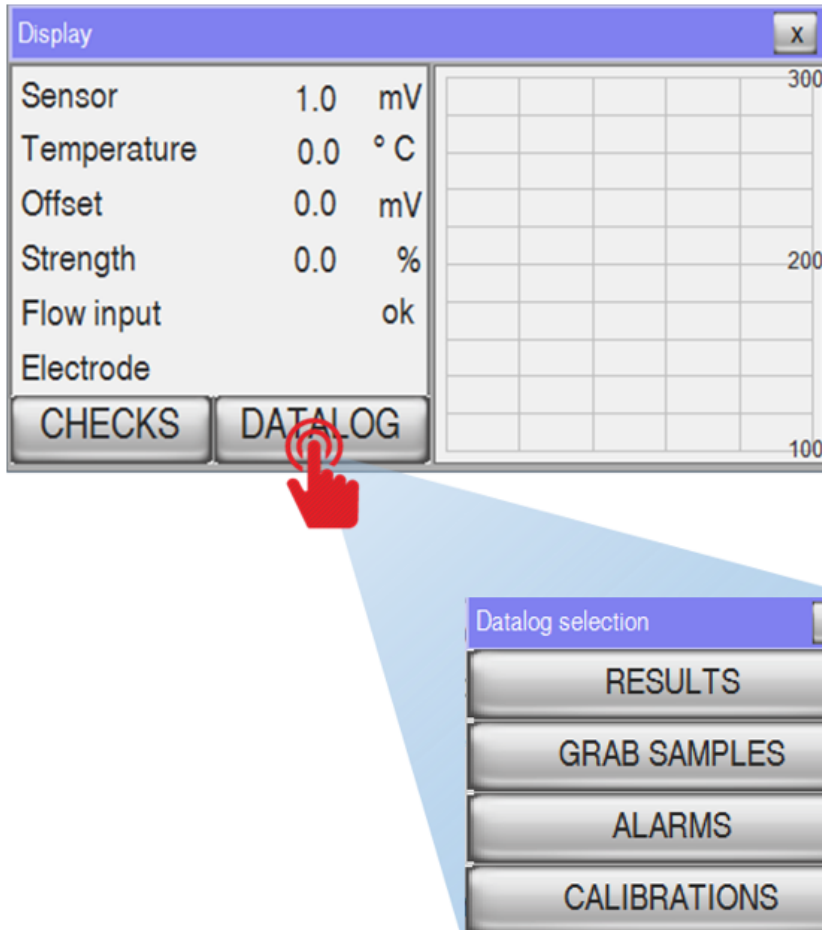 Display x
Sensor 1.0 mV
Temperature 0.0 ° C
Offset 0.0 mV
Strength 0.0 %
Flow input ok
Electrode
CHECKS DATALOG
300
200
100
Datalog selection
RESULTS
GRAB SAMPLES
ALARMS
CALIBRATIONS